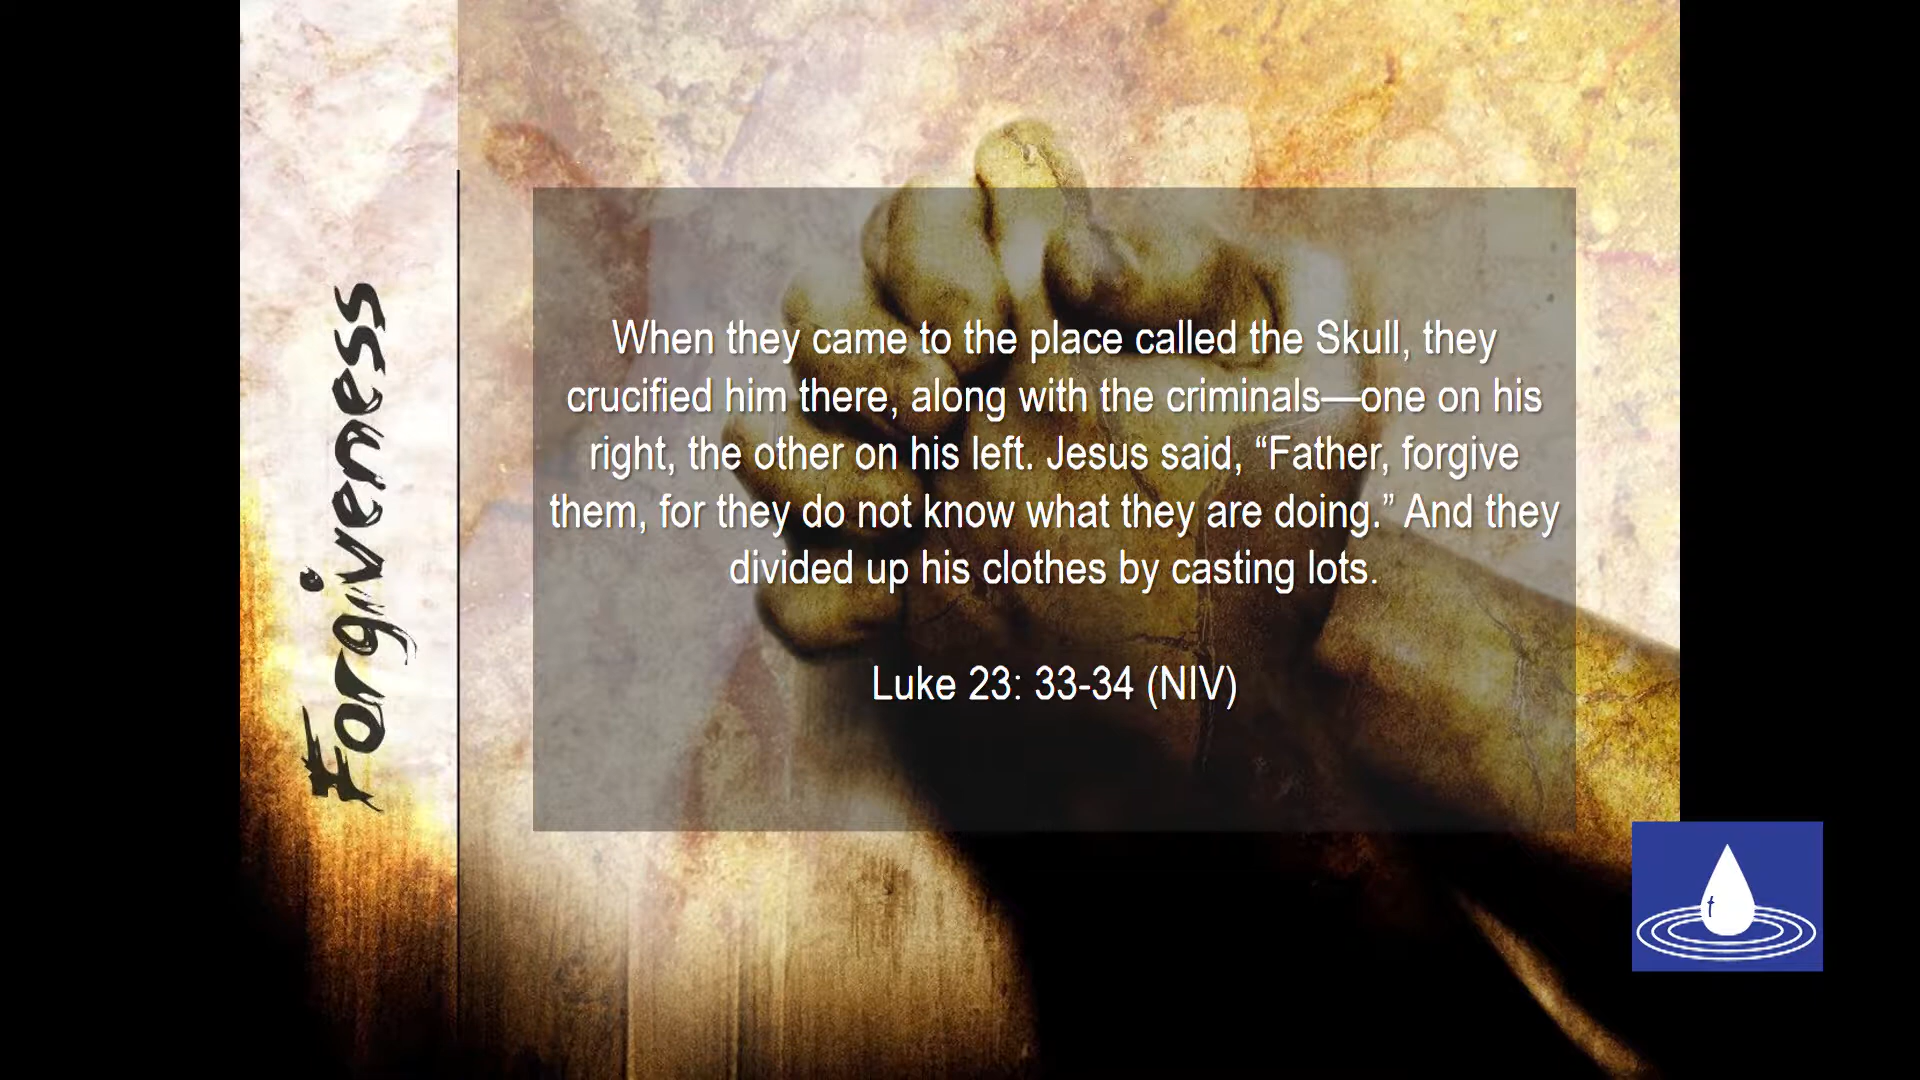 Forgiveness
When they came to the place called the Skull, they
crucified him there, along with the criminals—one on his
right, the other on his left. Jesus said, “Father, forgive
them, for they do not know what they are doing.” And they
divided up his clothes by casting lots.
Luke 23: 33-34 (NIV)
f